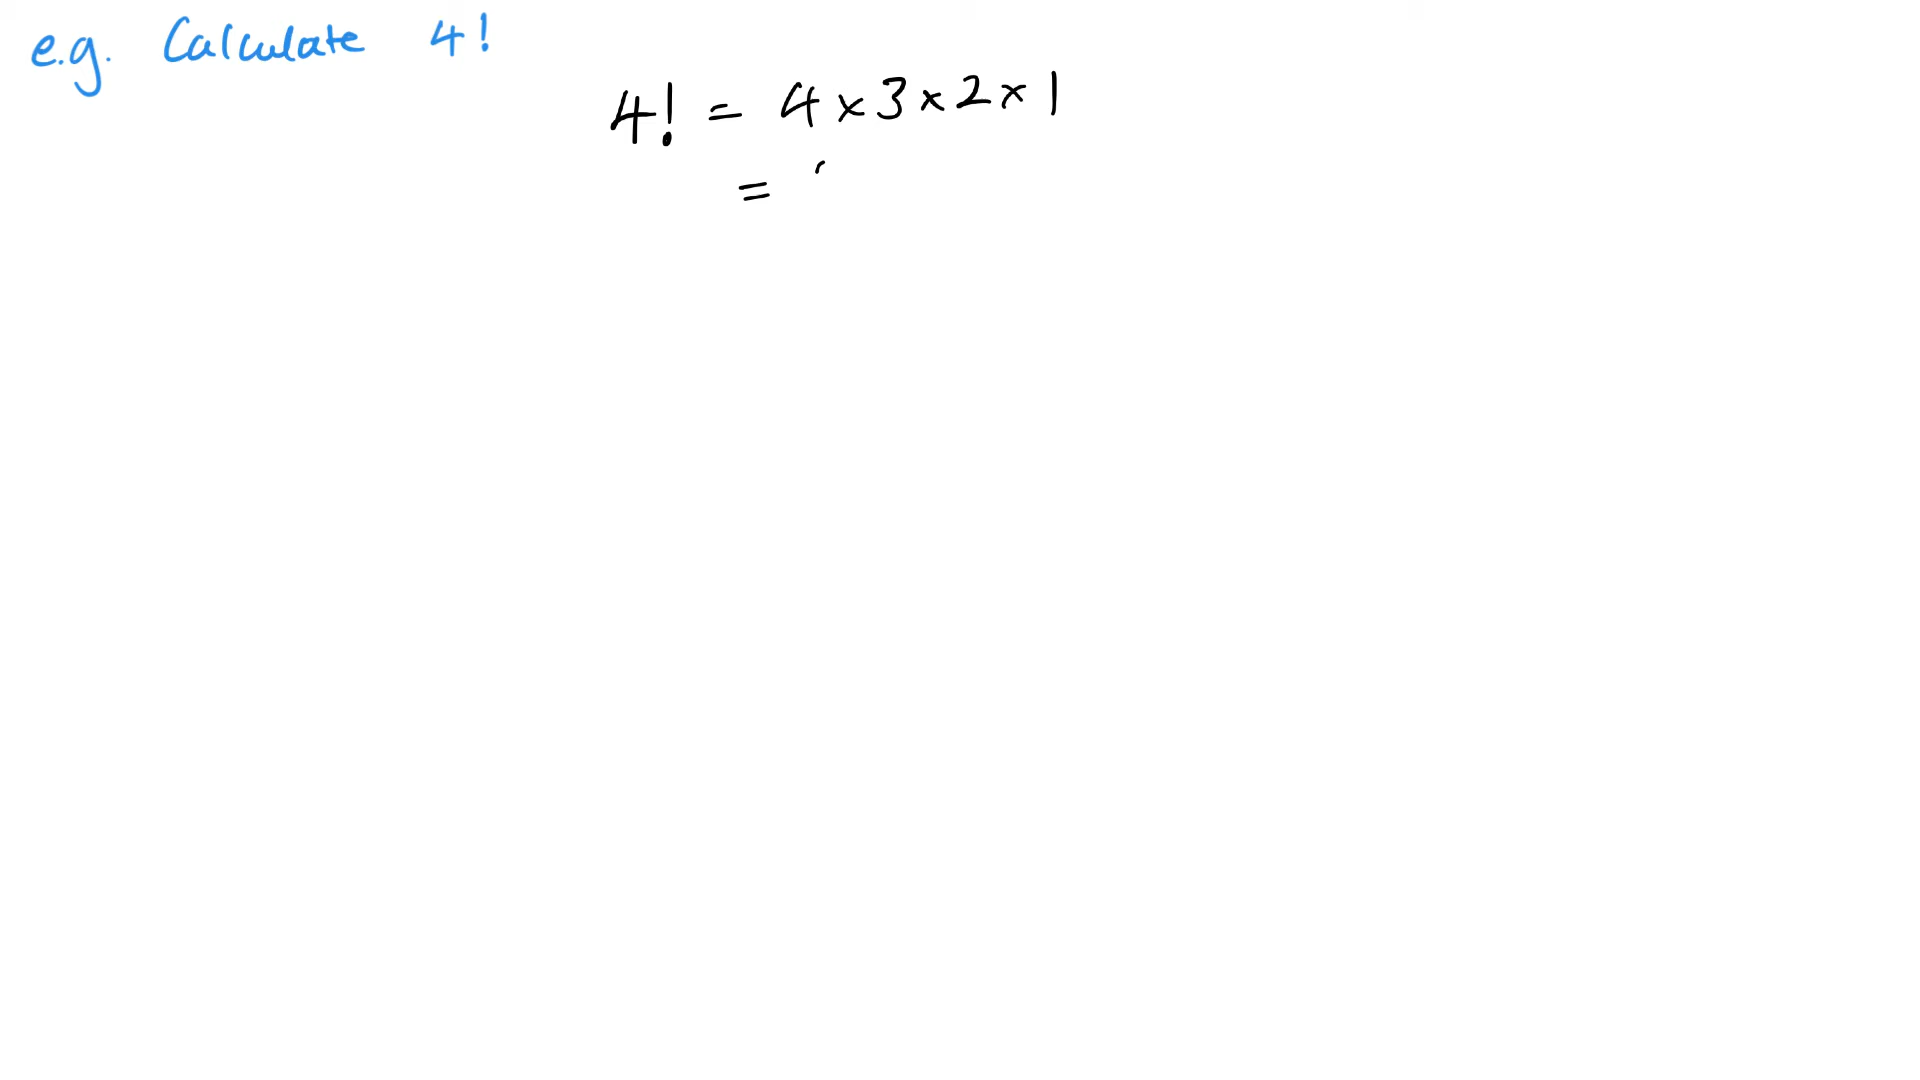 e.g. Calculate 4!
4! = 4 × 3 × 2 × 1
=